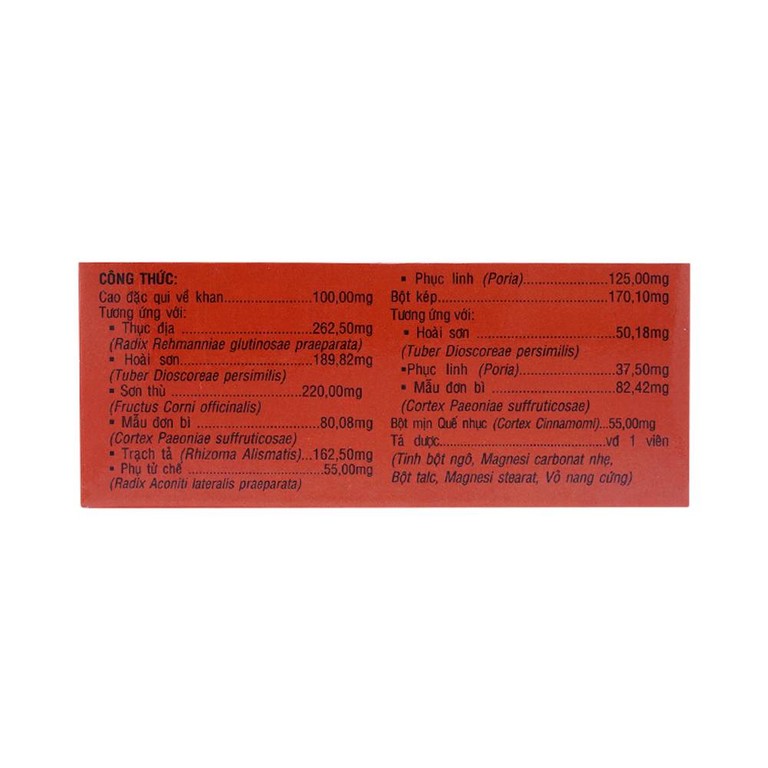 CÔNG THỨC:
Cao đặc qui về khan.....................100,00mg
Tương ứng với:
▪ Thục địa ..............................262,50mg
(Radix Rehmanniae glutinosae praeparata)
▪ Hoài sơn...............................189,82mg
(Tuber Dioscoreae persimilis)
▪ Sơn thù ...........................220,00mg
(Fructus Corni officinalis)
▪ Mẫu đơn bì ...........................80,08mg
(Cortex Paeoniae suffruticosae)
▪ Trạch tả (Rhizoma Alismatis)...162,50mg
▪ Phụ tử chế ............................55,00mg
(Radix Aconiti lateralis praeparata)
▪ Phục linh (Poria).....................125,00mg
Bột kép........................................170,10mg
Tương ứng với:
▪ Hoài sơn ................................50,18mg
(Tuber Dioscoreae persimilis)
▪Phục linh (Poria).......................37,50mg
▪ Mẫu đơn bì ............................82,42mg
(Cortex Paeoniae suffruticosae)
Bột mịn Quế nhục (Cortex Cinnamomi)...55,00mg
Tá dược........................................vđ 1 viên
(Tinh bột ngô, Magnesi carbonat nhẹ,
Bột talc, Magnesi stearat, Vỏ nang cứng)